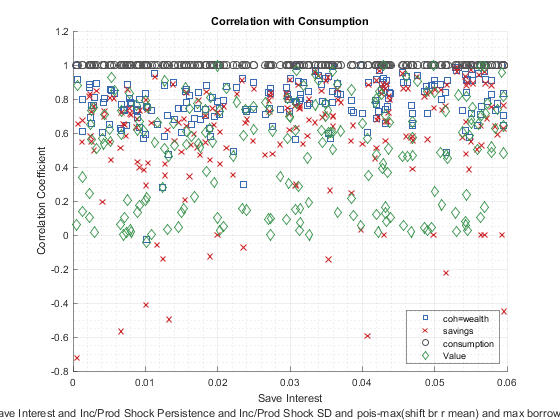 Correlation with Consumption
1.2
1
0.8
0.6
0.4
0.2
0
-0.2
-0.4
-0.6
-0.8
Correlation Coefficient
coh=wealth
savings
consumption
Value
0
0.01
0.02
0.03
0.04
0.05
0.06
Save Interest
Interest and Inc/Prod Shock Persistence and Inc/Prod Shock SD and pois-max(shift br r mean) and max